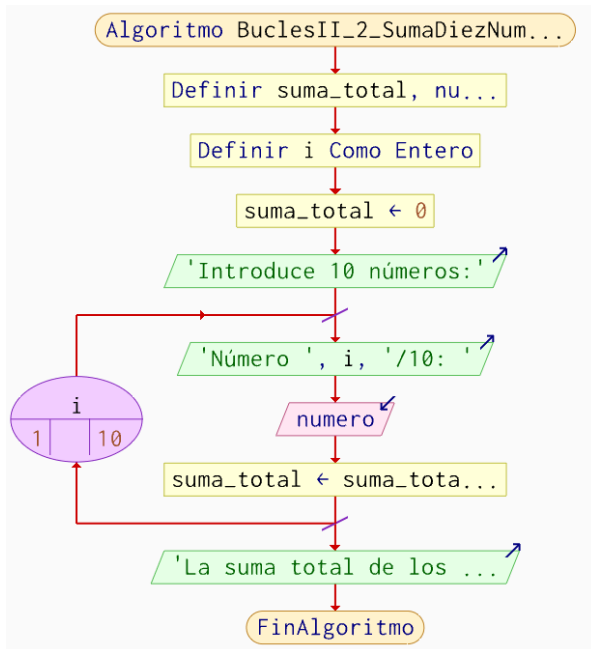 Algoritmo BuclesII_2_SumaDiezNum...
Definir suma_total, nu...
Definir i Como Entero
suma_total ← 0
'Introduce 10 números:'
'Número ', i, '/10: '
i
1 10
numero
suma_total ← suma_tota...
'La suma total de los ...
FinAlgoritmo